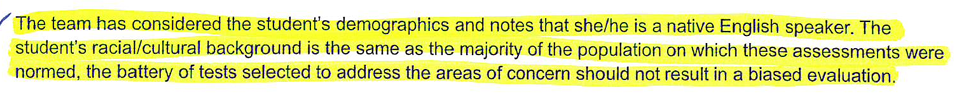 The team has considered the student's demographics and notes that she/he is a native English speaker. The
student's racial/cultural background is the same as the majority of the population on which these assessments were
normed, the battery of tests selected to address the areas of concern should not result in a biased evaluation.